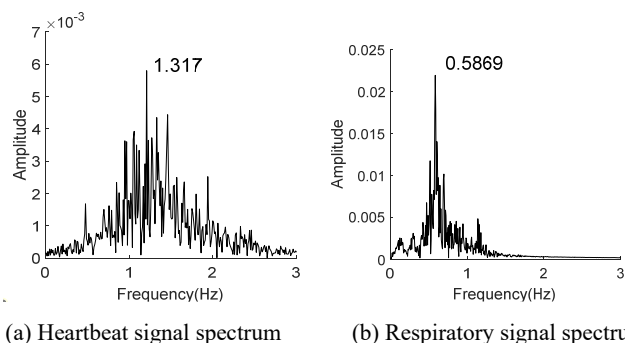 7 ×10⁻³
6
5
4
3
2
1
0
0 1 2 3
1.317
Amplitude
Frequency(Hz)
(a) Heartbeat signal spectrum
0.025
0.02
0.015
0.01
0.005
0
0 1 2 3
0.5869
Amplitude
Frequency(Hz)
(b) Respiratory signal spectru